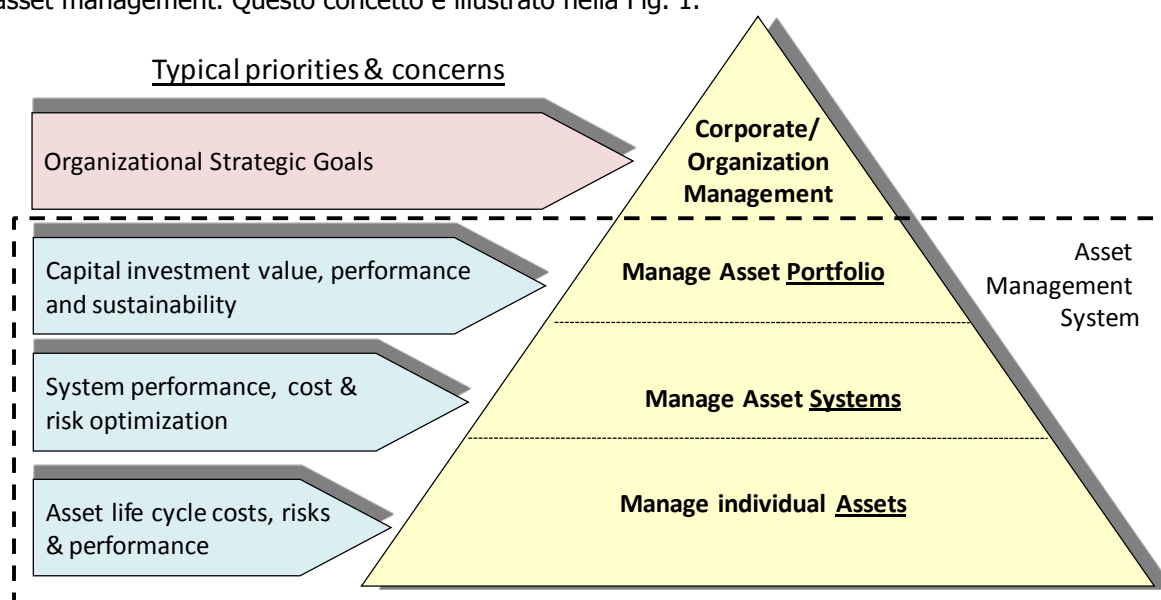 asset management. Questo concetto è illustrato nella Fig. 1.
Typical priorities & concerns
Organizational Strategic Goals
Corporate/
Organization
Management
Capital investment value, performance
and sustainability
Manage Asset Portfolio
Asset
Management
System
System performance, cost &
risk optimization
Manage Asset Systems
Asset life cycle costs, risks
& performance
Manage individual Assets